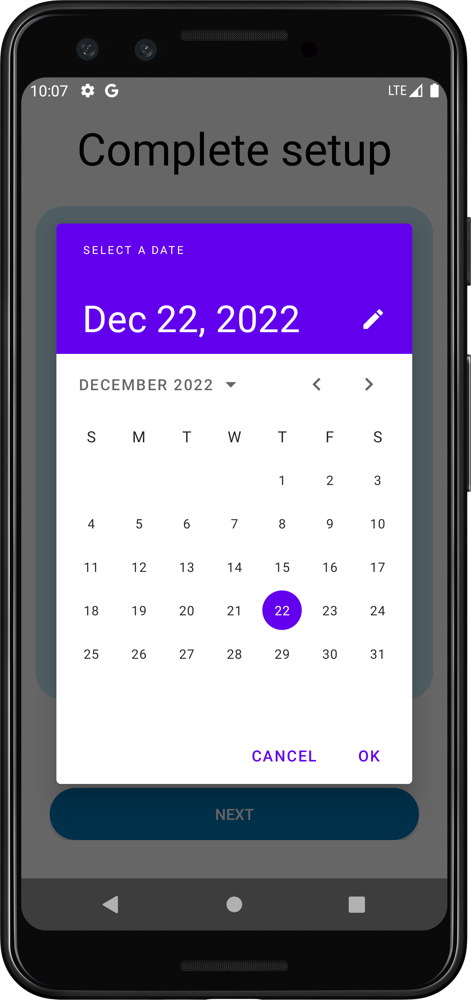 10:07 G LTE
Complete setup
SELECT A DATE
Dec 22, 2022
DECEMBER 2022
S M T W T F S
1 2 3
4 5 6 7 8 9 10
11 12 13 14 15 16 17
18 19 20 21 22 23 24
25 26 27 28 29 30 31
CANCEL OK
NEXT